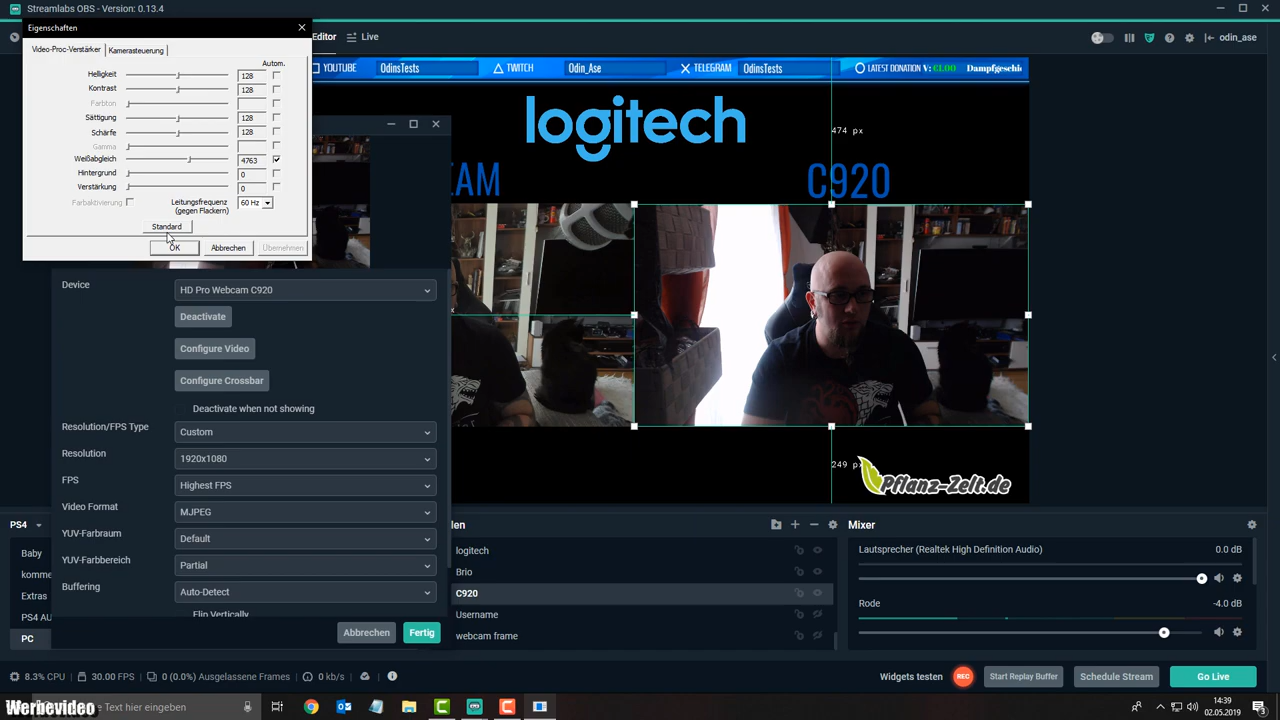 Streamlabs OBS - Version: 0.13.4
Eigenschaften
Video-Proc-Verstärker
Kamerasteuerung
Autom.
Helligkeit 128
Kontrast 128
Farbton
Sättigung 128
Schärfe 128
Gamma
Weißabgleich 4763
Hintergrund 0
Verstärkung 0
Farbaktivierung
Leitungsfrequenz
(gegen Flackern)
60 Hz
Standard
OK
Abbrechen
Übernehmen
Editor
Live
odin_ase
YOUTUBE OdinsTests
TWITCH Odin_Ase
TELEGRAM OdinsTests
LATEST DONATION V: €1.00 Dampfgeschi
logitech
474 px
EAM
C920
249 px
Pflanz-Zelt.de
Device
HD Pro Webcam C920
Deactivate
Configure Video
Configure Crossbar
Deactivate when not showing
Resolution/FPS Type
Custom
Resolution
1920x1080
FPS
Highest FPS
Video Format
MJPEG
YUV-Farbraum
Default
YUV-Farbbereich
Partial
Buffering
Auto-Detect
Flip Vertically
Abbrechen
Fertig
PS4
Baby
komme
Extras
PS4 AU
PC
len
logitech
Brio
C920
Username
webcam frame
Mixer
Lautsprecher (Realtek High Definition Audio)
0.0 dB
Rode
-4.0 dB
8.3% CPU
30.00 FPS
0 (0.0%) Ausgelassene Frames
0 kb/s
Widgets testen
REC
Start Replay Buffer
Schedule Stream
Go Live
Werbevideo
Text hier eingeben
14:39
02.05.2019
3